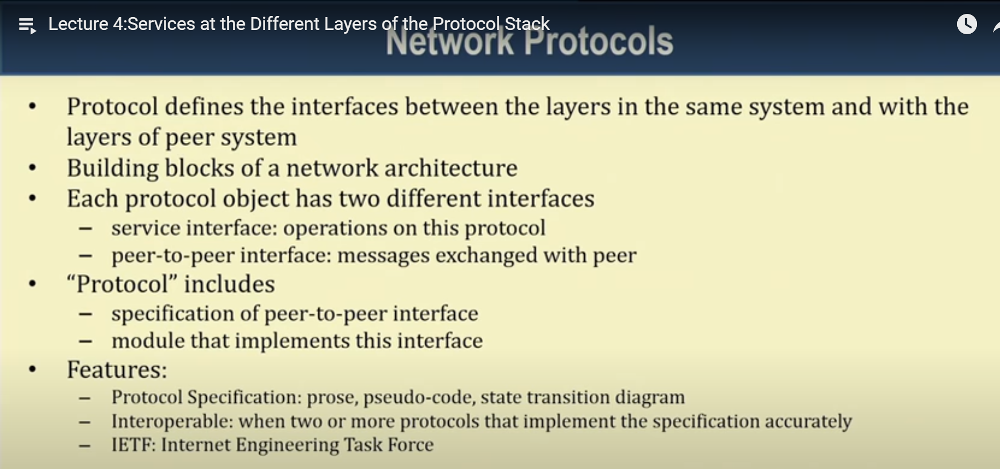 Lecture 4:Services at the Different Layers of the Protocol Stack
Network Protocols
• Protocol defines the interfaces between the layers in the same system and with the
layers of peer system
• Building blocks of a network architecture
• Each protocol object has two different interfaces
– service interface: operations on this protocol
– peer-to-peer interface: messages exchanged with peer
• “Protocol” includes
– specification of peer-to-peer interface
– module that implements this interface
• Features:
– Protocol Specification: prose, pseudo-code, state transition diagram
– Interoperable: when two or more protocols that implement the specification accurately
– IETF: Internet Engineering Task Force